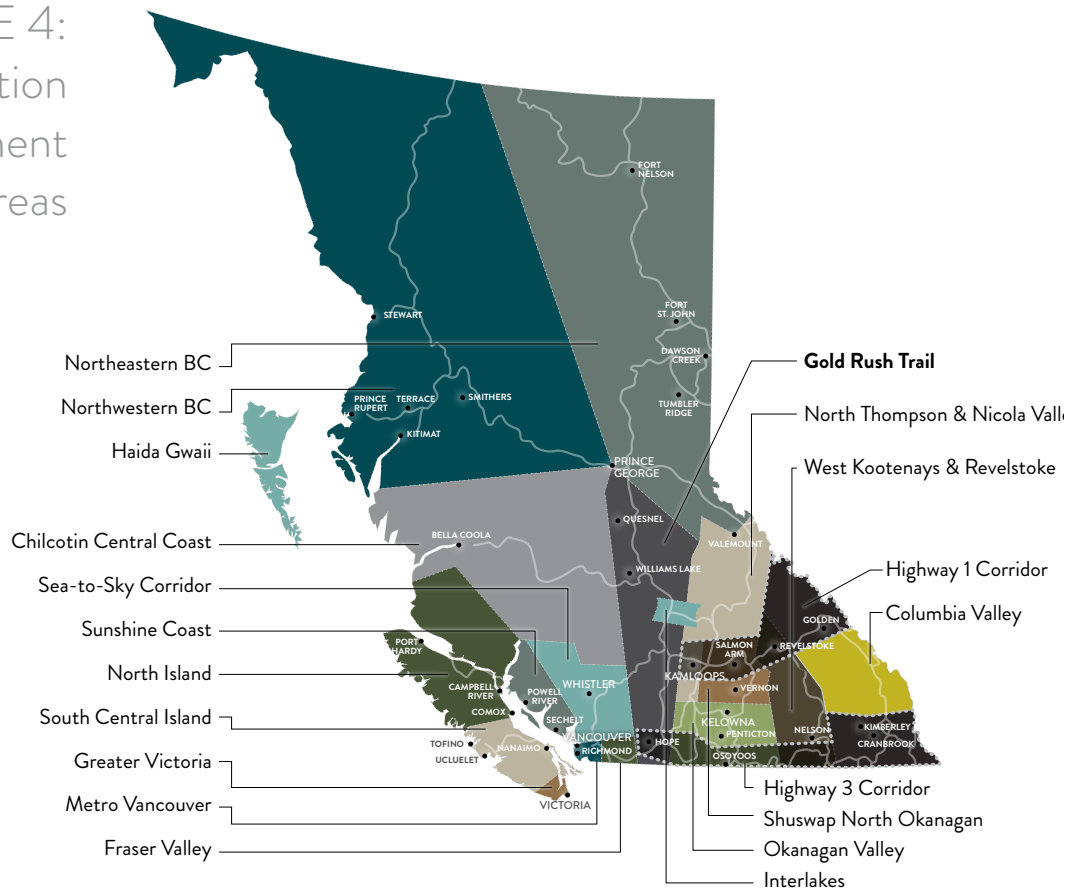 E 4:
tion
nent
reas
FORT
NELSON
FORT
ST. JOHN
STEWART
DAWSON
CREEK
Northeastern BC
Gold Rush Trail
PRINCE
RUPERT
TERRACE
SMITHERS
TUMBLER
RIDGE
Northwestern BC
North Thompson & Nicola Vall
KITIMAT
Haida Gwaii
PRINCE
GEORGE
West Kootenays & Revelstoke
QUESNEL
Chilcotin Central Coast
BELLA COOLA
VALEMOUNT
WILLIAMS LAKE
Highway 1 Corridor
Sea-to-Sky Corridor
Columbia Valley
Sunshine Coast
GOLDEN
PORT
HARDY
SALMON
ARM
REVELSTOKE
North Island
KAMLOOPS
CAMPBELL
RIVER
POWELL
RIVER
WHISTLER
VERNON
South Central Island
COMOX
SECHELT
KELOWNA
KIMBERLEY
TOFINO
NANAIMO
VANCOUVER
PENTICTON
NELSON
CRANBROOK
UCLUELET
RICHMOND
HOPE
OSOYOOS
Greater Victoria
Highway 3 Corridor
Metro Vancouver
VICTORIA
Shuswap North Okanagan
Fraser Valley
Okanagan Valley
Interlakes